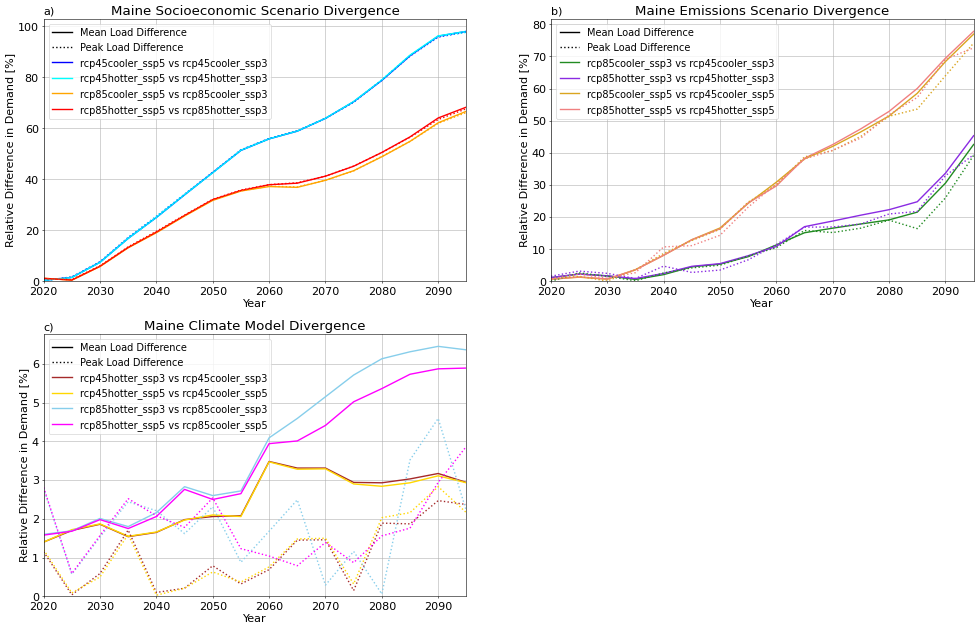 a)
Maine Socioeconomic Scenario Divergence
Relative Difference in Demand [%]
100
80
60
40
20
0
Mean Load Difference
Peak Load Difference
rcp45cooler_ssp5 vs rcp45cooler_ssp3
rcp45hotter_ssp5 vs rcp45hotter_ssp3
rcp85cooler_ssp5 vs rcp85cooler_ssp3
rcp85hotter_ssp5 vs rcp85hotter_ssp3
2020 2030 2040 2050 2060 2070 2080 2090
Year
b)
Maine Emissions Scenario Divergence
Relative Difference in Demand [%]
80
70
60
50
40
30
20
10
0
Mean Load Difference
Peak Load Difference
rcp85cooler_ssp3 vs rcp45cooler_ssp3
rcp85hotter_ssp3 vs rcp45hotter_ssp3
rcp85cooler_ssp5 vs rcp45cooler_ssp5
rcp85hotter_ssp5 vs rcp45hotter_ssp5
2020 2030 2040 2050 2060 2070 2080 2090
Year
c)
Maine Climate Model Divergence
Relative Difference in Demand [%]
6
5
4
3
2
1
0
Mean Load Difference
Peak Load Difference
rcp45hotter_ssp3 vs rcp45cooler_ssp3
rcp45hotter_ssp5 vs rcp45cooler_ssp5
rcp85hotter_ssp3 vs rcp85cooler_ssp3
rcp85hotter_ssp5 vs rcp85cooler_ssp5
2020 2030 2040 2050 2060 2070 2080 2090
Year